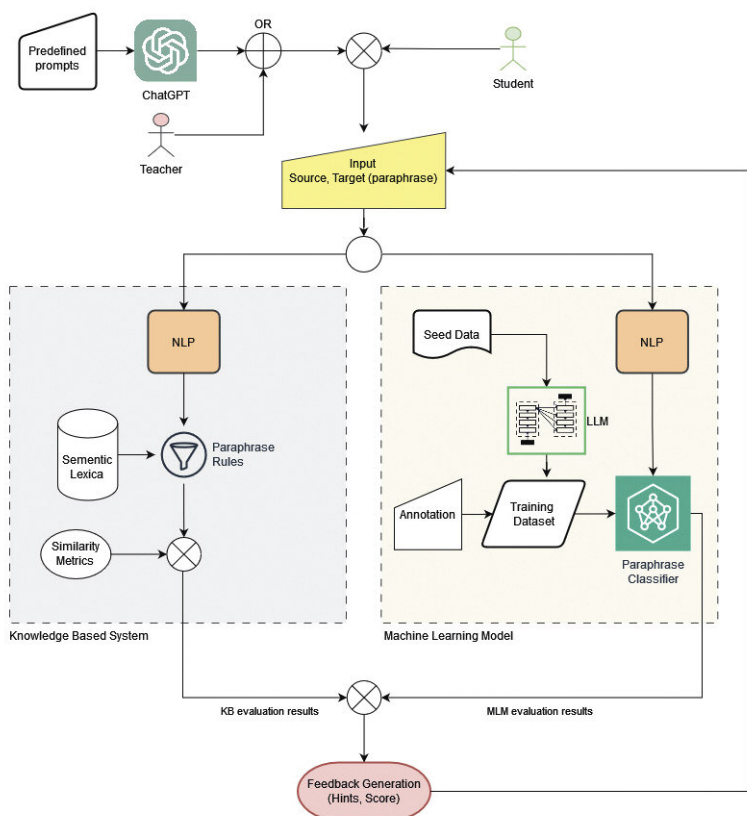 OR
Predefined
prompts
ChatGPT
Student
Teacher
Input
Source, Target (paraphrase)
NLP
Seed Data
NLP
LLM
Sementic
Lexica
Paraphrase
Rules
Annotation
Training
Dataset
Similarity
Metrics
Paraphrase
Classifier
Knowledge Based System
Machine Learning Model
KB evaluation results
MLM evaluation results
Feedback Generation
(Hints, Score)